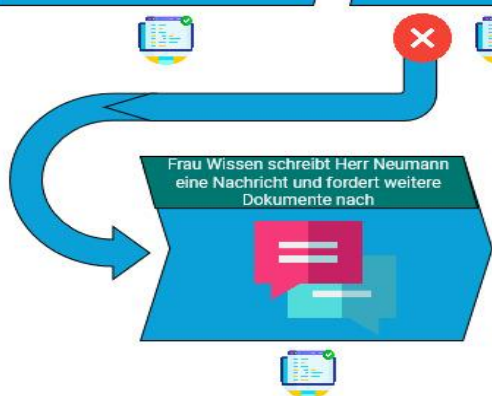 Frau Wissen schreibt Herr Neumann
eine Nachricht und fordert weitere
Dokumente nach